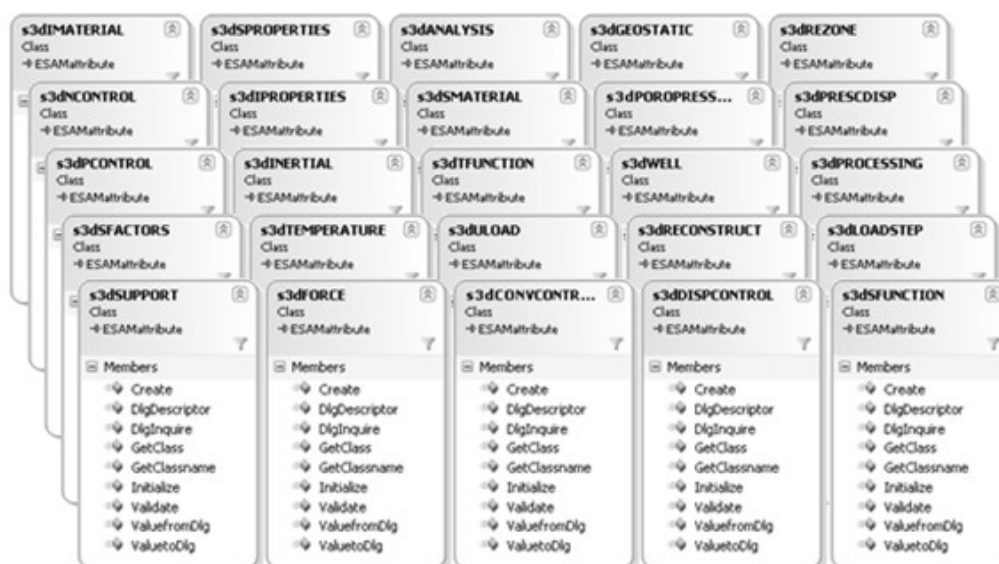 s3dIMATERIAL
Class
ESAMattribute
s3dSPROPERTIES
Class
ESAMattribute
s3dANALYSIS
Class
ESAMattribute
s3dGEOSTATIC
Class
ESAMattribute
s3dREZONE
Class
ESAMattribute
s3dNCONTROL
Class
ESAMattribute
s3dIPROPERTIES
Class
ESAMattribute
s3dSMATERIAL
Class
ESAMattribute
s3dPOROPRESS...
Class
ESAMattribute
s3dPRESCDISP
Class
ESAMattribute
s3dPCONTROL
Class
ESAMattribute
s3dINERTIAL
Class
ESAMattribute
s3dTFUNCTION
Class
ESAMattribute
s3dWELL
Class
ESAMattribute
s3dPROCESSING
Class
ESAMattribute
s3dSFACTORS
Class
ESAMattribute
s3dTEMPERATURE
Class
ESAMattribute
s3dULOAD
Class
ESAMattribute
s3dRECONSTRUCT
Class
ESAMattribute
s3dLOADSTEP
Class
ESAMattribute
s3dSUPPORT
Class
ESAMattribute
Members
Create
DlgDescriptor
DlgInquire
GetClass
GetClassname
Initialize
Validate
ValuefromDlg
ValuetoDlg
s3dFORCE
Class
ESAMattribute
Members
Create
DlgDescriptor
DlgInquire
GetClass
GetClassname
Initialize
Validate
ValuefromDlg
ValuetoDlg
s3dCONVCONTR...
Class
ESAMattribute
Members
Create
DlgDescriptor
DlgInquire
GetClass
GetClassname
Initialize
Validate
ValuefromDlg
ValuetoDlg
s3dDISPCONTROL
Class
ESAMattribute
Members
Create
DlgDescriptor
DlgInquire
GetClass
GetClassname
Initialize
Validate
ValuefromDlg
ValuetoDlg
s3dSFUNCTION
Class
ESAMattribute
Members
Create
DlgDescriptor
DlgInquire
GetClass
GetClassname
Initialize
Validate
ValuefromDlg
ValuetoDlg